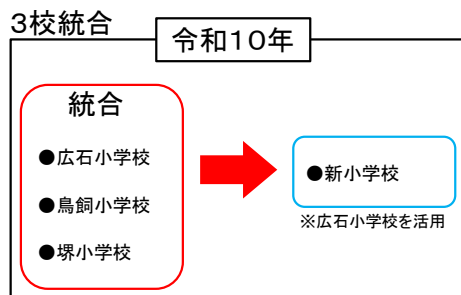 3校統合
令和10年
統合
●広石小学校
●鳥飼小学校
●堺小学校
●新小学校
※広石小学校を活用